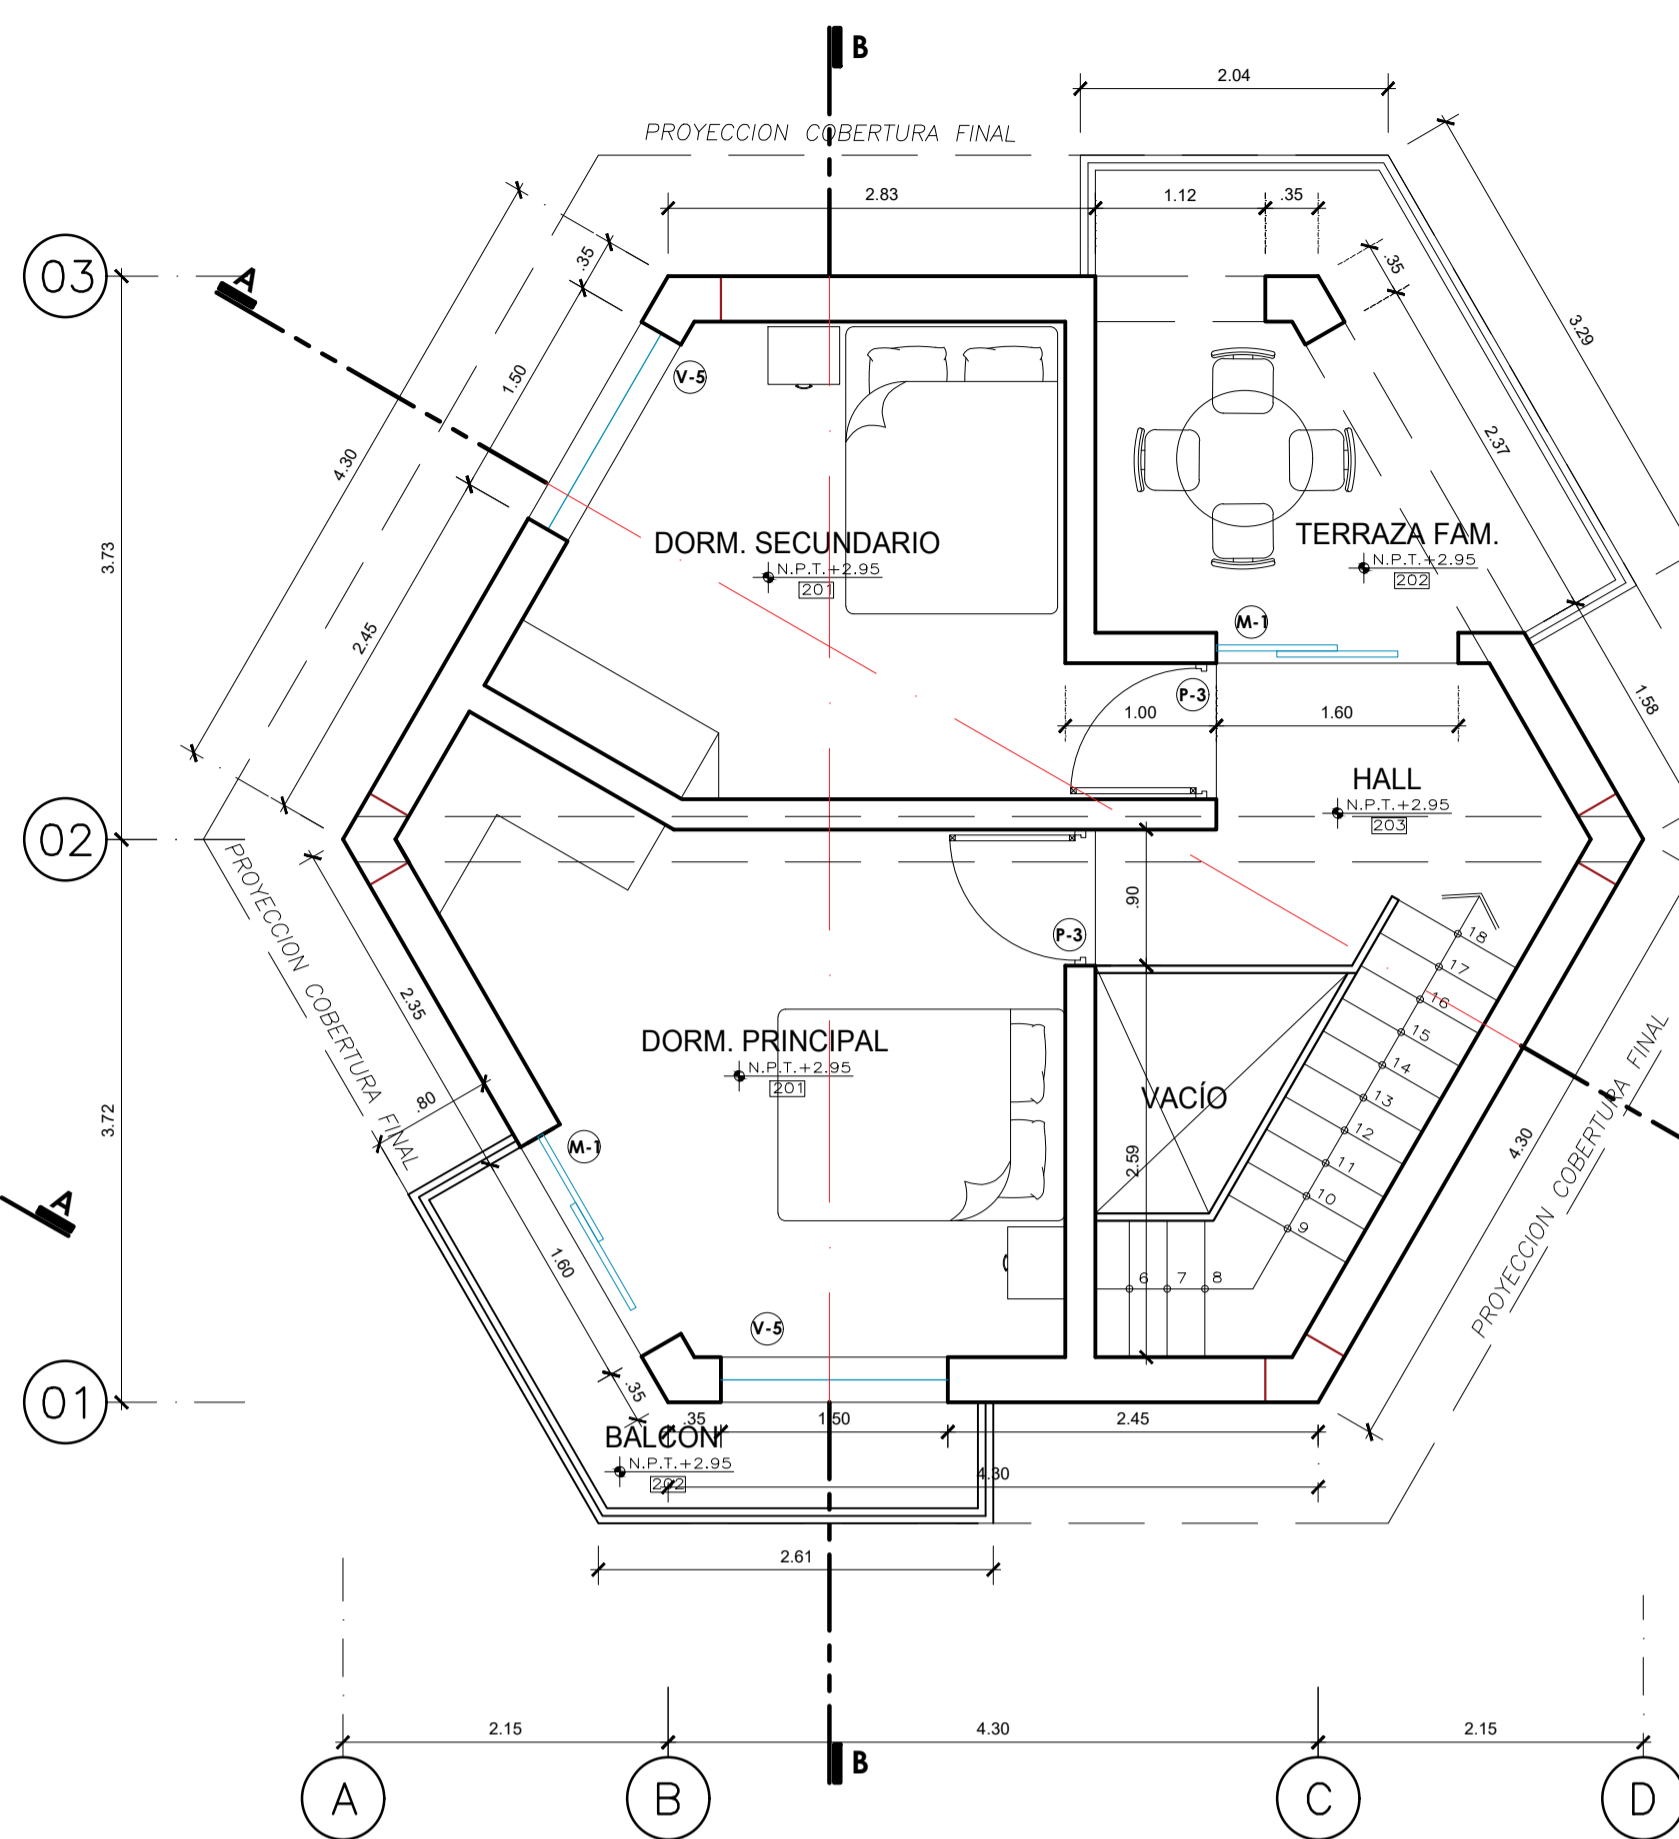 B
2.04
PROYECCION COBERTURA FINAL
2.83
1.12
.35
03
A
.35
.35
3.29
V-5
1.50
4.30
2.37
3.73
DORM. SECUNDARIO
N.P.T.+2.95
201
TERRAZA FAM.
N.P.T.+2.95
202
2.45
M-1
P-3
1.00
1.60
1.58
HALL
N.P.T.+2.95
203
02
PROYECCION COBERTURA FINAL
.90
P-3
18
17
16
15
14
13
12
11
10
9
2.35
DORM. PRINCIPAL
N.P.T.+2.95
201
VACÍO
.80
3.72
M-1
2.59
4.30
PROYECCION COBERTURA FINAL
A
1.60
6
7
8
V-5
.35
01
.35
1.50
2.45
BALCON
N.P.T.+2.95
202
4.30
2.61
2.15
4.30
2.15
B
A
B
C
D